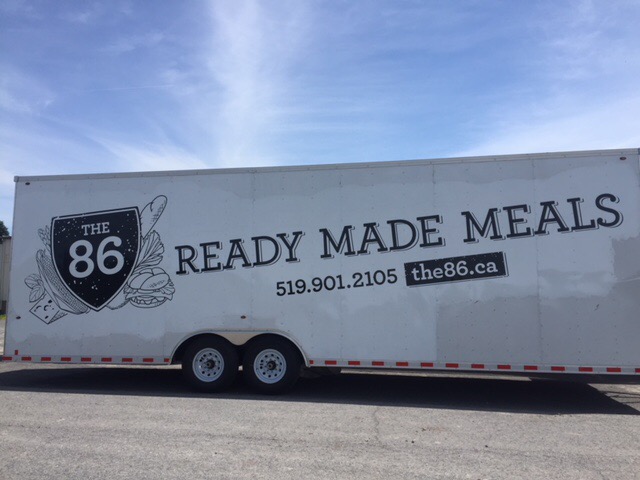 THE
86
READY MADE MEALS
519.901.2105 the86.ca